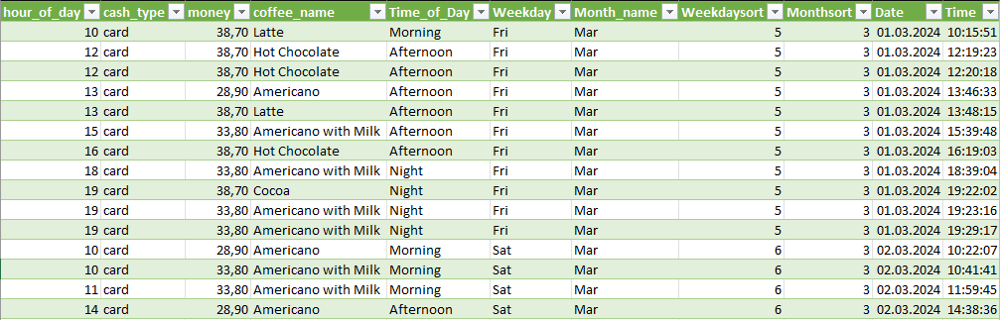 hour_of_day cash_type money coffee_name Time_of_Day Weekday Month_name Weekdaysort Monthsort Date Time
10 card 38,70 Latte Morning Fri Mar 5 3 01.03.2024 10:15:51
12 card 38,70 Hot Chocolate Afternoon Fri Mar 5 3 01.03.2024 12:19:23
12 card 38,70 Hot Chocolate Afternoon Fri Mar 5 3 01.03.2024 12:20:18
13 card 28,90 Americano Afternoon Fri Mar 5 3 01.03.2024 13:46:33
13 card 38,70 Latte Afternoon Fri Mar 5 3 01.03.2024 13:48:15
15 card 33,80 Americano with Milk Afternoon Fri Mar 5 3 01.03.2024 15:39:48
16 card 38,70 Hot Chocolate Afternoon Fri Mar 5 3 01.03.2024 16:19:03
18 card 33,80 Americano with Milk Night Fri Mar 5 3 01.03.2024 18:39:04
19 card 38,70 Cocoa Night Fri Mar 5 3 01.03.2024 19:22:02
19 card 33,80 Americano with Milk Night Fri Mar 5 3 01.03.2024 19:23:16
19 card 33,80 Americano with Milk Night Fri Mar 5 3 01.03.2024 19:29:17
10 card 28,90 Americano Morning Sat Mar 6 3 02.03.2024 10:22:07
10 card 33,80 Americano with Milk Morning Sat Mar 6 3 02.03.2024 10:41:41
11 card 33,80 Americano with Milk Morning Sat Mar 6 3 02.03.2024 11:59:45
14 card 28,90 Americano Afternoon Sat Mar 6 3 02.03.2024 14:38:36